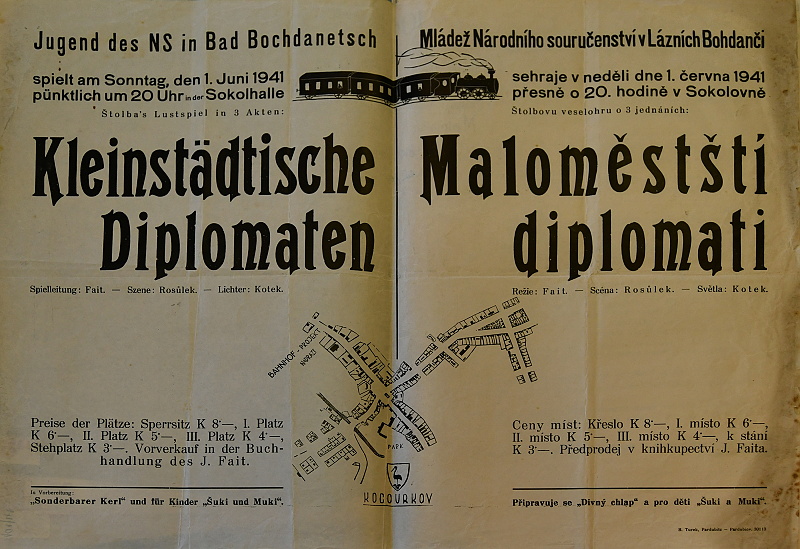 Jugend des NS in Bad Bochdanetsch
spielt am Sonntag, den 1. Juni 1941
pünktlich um 20 Uhr in der Sokolhalle
Štolba's Lustspiel in 3 Akten:
Kleinstädtische
Diplomaten
Spielleitung: Fait. — Szene: Rosůlek. — Lichter: Kotek.
Preise der Plätze: Sperrsitz K 8·—, I. Platz
K 6·—, II. Platz K 5·—, III. Platz K 4·—,
Stehplatz K 3·—. Vorverkauf in der Buch-
handlung des J. Fait.
In Vorbereitung:
„Sonderbarer Kerl" und für Kinder „Šuki und Muki".
Mládež Národního souručenství v Lázních Bohdanči
sehraje v neděli dne 1. června 1941
přesně o 20. hodině v Sokolovně
Štolbovu veselohru o 3 jednáních:
Maloměstští
diplomati
Režie: Fait. — Scéna: Rosůlek. — Světla: Kotek.
Ceny míst: Křeslo K 8·—, I. místo K 6·—,
II. místo K 5·—, III. místo K 4·—, k stání
K 3·—. Předprodej v knihkupectví J. Faita.
Připravuje se „Divný chlap" a pro děti „Šuki a Muki".
BAHNHOF - PROJEKT
NÁDRAŽÍ
PARK
KOCOURKOV